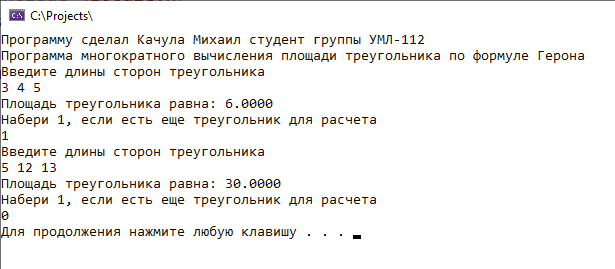 C:\Projects\
Программу сделал Качула Михаил студент группы УМЛ-112
Программа многократного вычисления площади треугольника по формуле Герона
Введите длины сторон треугольника
3 4 5
Площадь треугольника равна: 6.0000
Набери 1, если есть еще треугольник для расчета
1
Введите длины сторон треугольника
5 12 13
Площадь треугольника равна: 30.0000
Набери 1, если есть еще треугольник для расчета
0
Для продолжения нажмите любую клавишу . . .